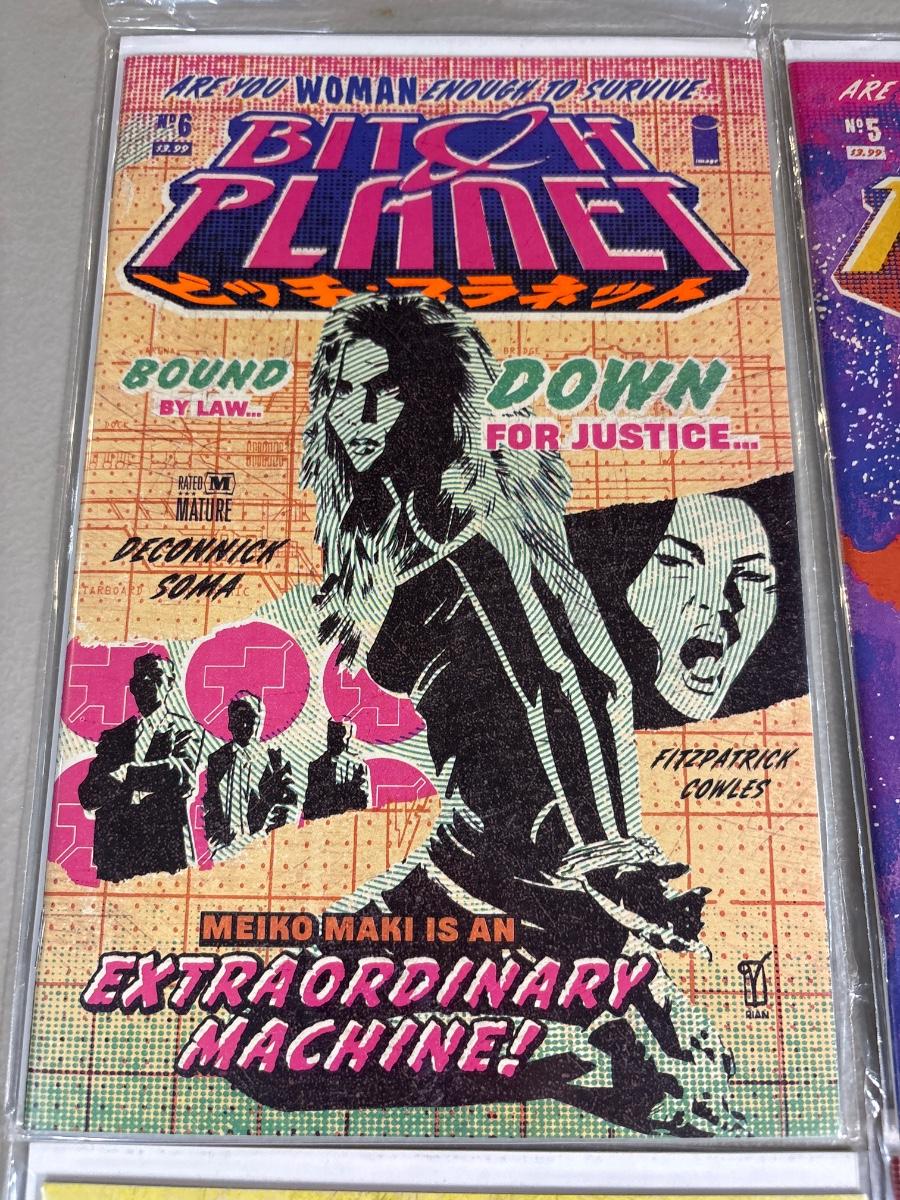 ARE YOU WOMAN ENOUGH TO SURVIVE..
Nº6
$3.99
BITCH
image
PLANET
ビッチ・プラネット
BOUND
BY LAW...
DOWN
FOR JUSTICE...
RATED M
MATURE
DECONNICK
SOMA
TARBOARD
FITZPATRICK
COWLES
MEIKO MAKI IS AN
EXTRAORDINARY
MACHINE!
RIAN
ARE
Nº5
$3.99